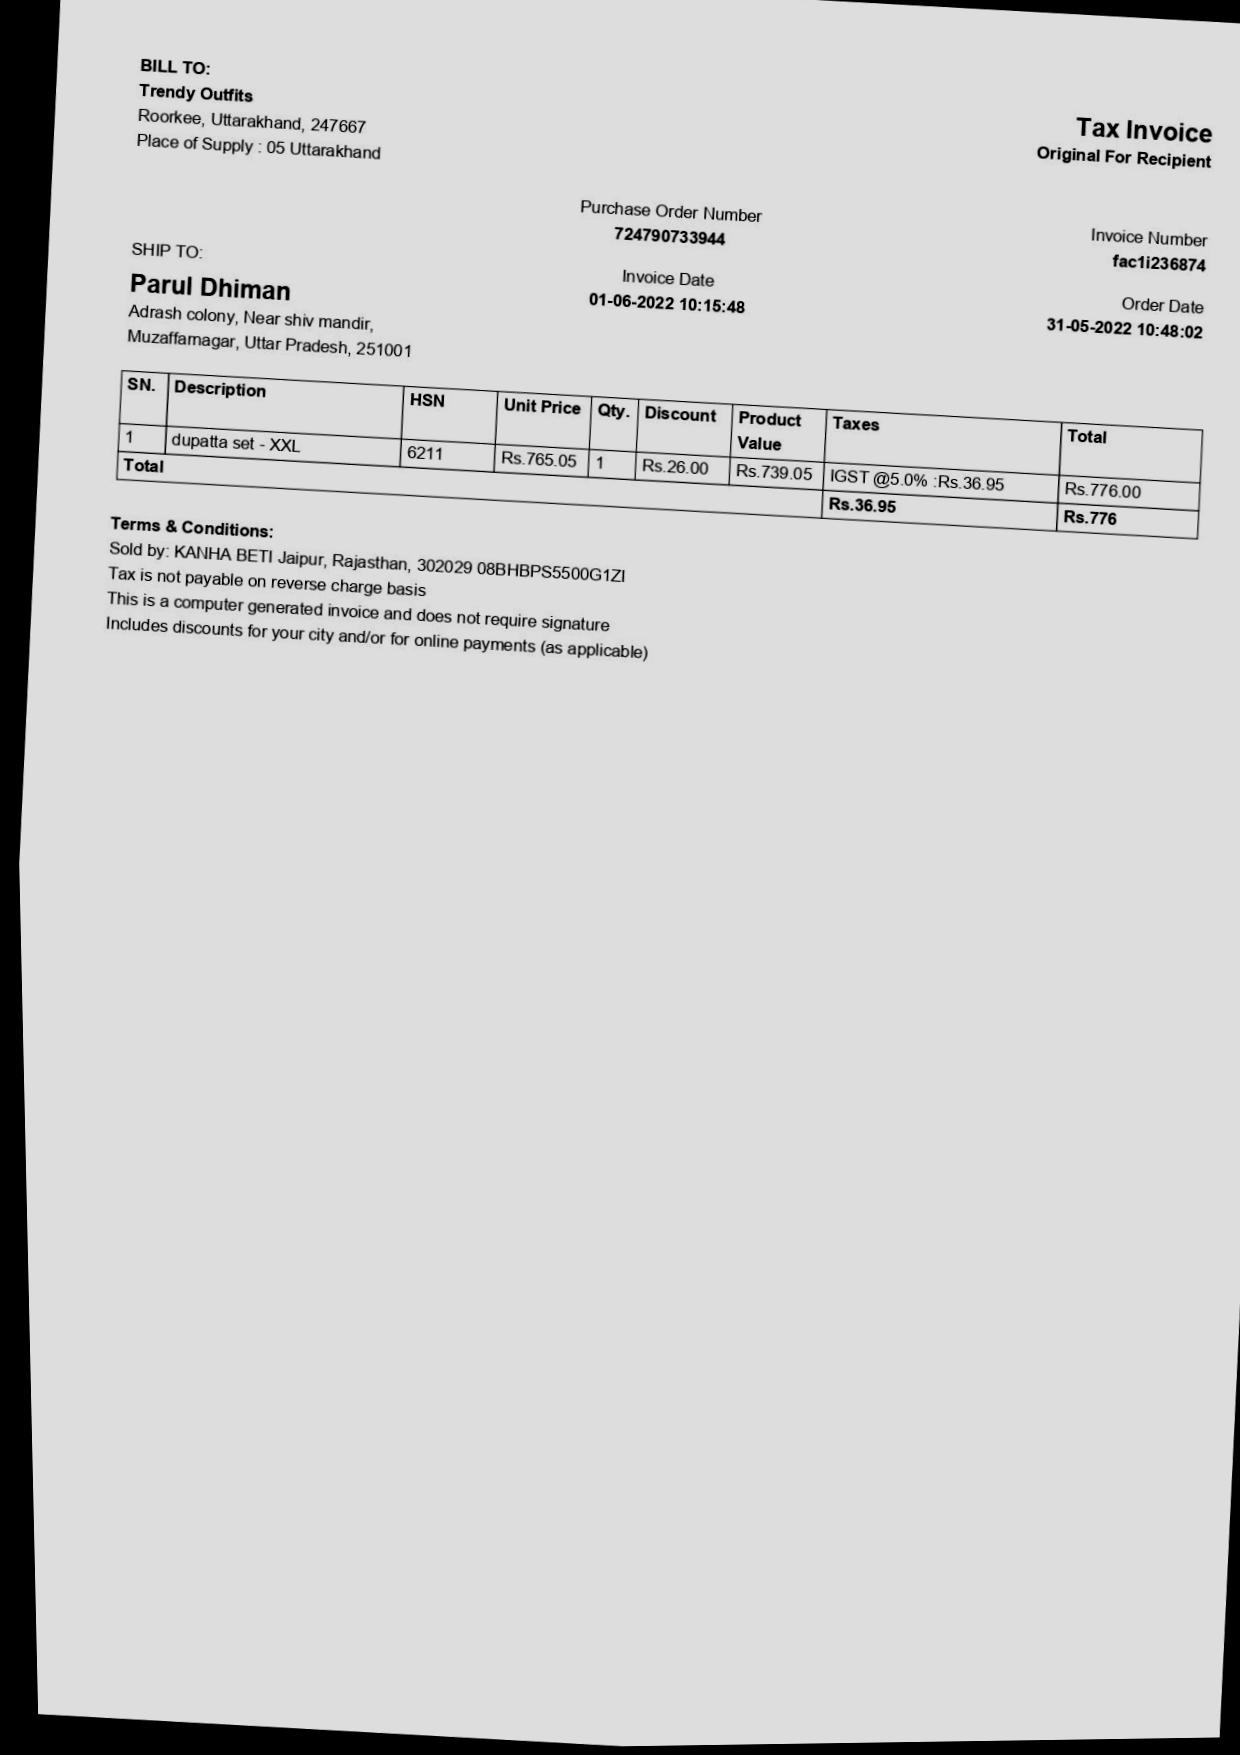 BILL TO:
Trendy Outfits
Roorkee, Uttarakhand, 247667
Place of Supply : 05 Uttarakhand
Tax Invoice
Original For Recipient
Purchase Order Number
724790733944
Invoice Number
fac1i236874
Invoice Date
01-06-2022 10:15:48
Order Date
31-05-2022 10:48:02
SHIP TO:
Parul Dhiman
Adrash colony, Near shiv mandir,
Muzaffarnagar, Uttar Pradesh, 251001
SN. Description HSN Unit Price Qty. Discount Product Value Taxes Total
1 dupatta set - XXL 6211 Rs.765.05 1 Rs.26.00 Rs.739.05 IGST @5.0% :Rs.36.95 Rs.776.00
Total Rs.36.95 Rs.776
Terms & Conditions:
Sold by: KANHA BETI Jaipur, Rajasthan, 302029 08BHBPS5500G1ZI
Tax is not payable on reverse charge basis
This is a computer generated invoice and does not require signature
Includes discounts for your city and/or for online payments (as applicable)